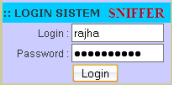 :: LOGIN SISTEM SNIFFER
Login : rajha
Password : ●●●●●●●●●●
Login